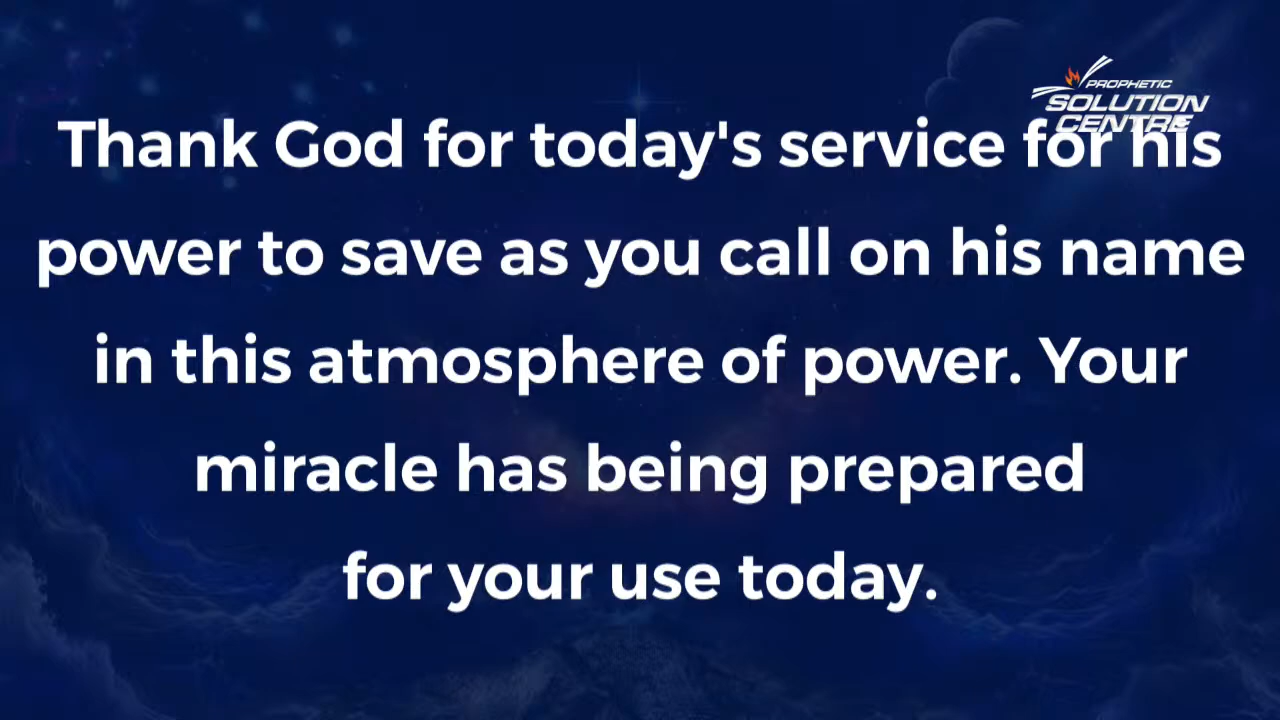 PROPHETIC
SOLUTION
CENTRE
Thank God for today's service for his
power to save as you call on his name
in this atmosphere of power. Your
miracle has being prepared
for your use today.